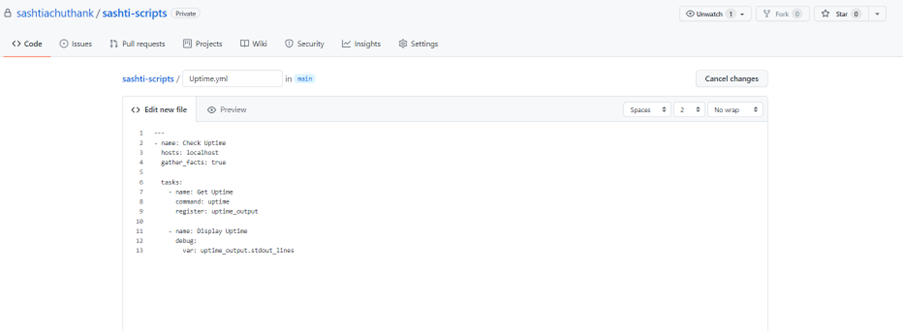 sashtiachuthank / sashti-scripts Private
Unwatch 1 Fork 0 Star 0
Code Issues Pull requests Projects Wiki Security Insights Settings
sashti-scripts / Uptime.yml in main
Cancel changes
Edit new file Preview
Spaces 2 No wrap
1 ---
2 - name: Check Uptime
3 hosts: localhost
4 gather_facts: true
5
6 tasks:
7 - name: Get Uptime
8 command: uptime
9 register: uptime_output
10
11 - name: Display Uptime
12 debug:
13 var: uptime_output.stdout_lines